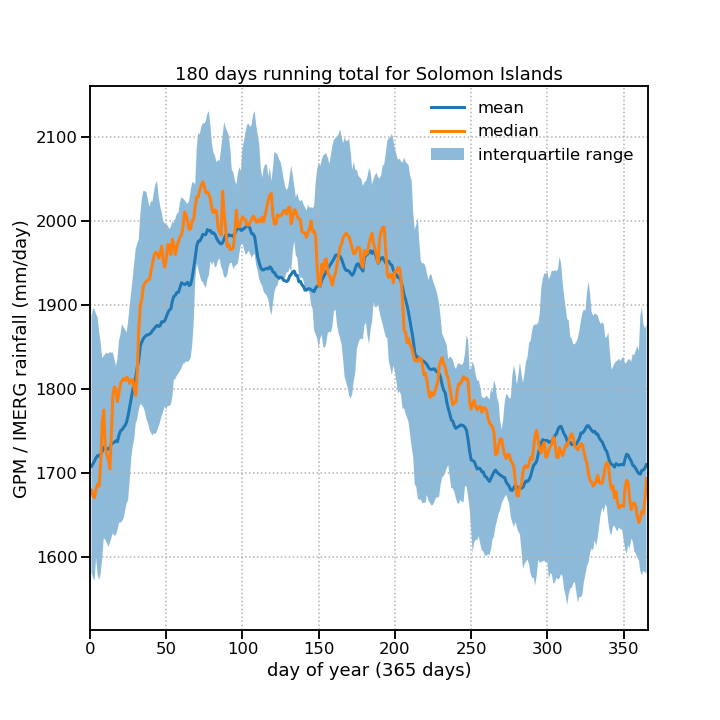 180 days running total for Solomon Islands
mean
median
interquartile range
2100
2000
1900
1800
1700
1600
GPM / IMERG rainfall (mm/day)
0 50 100 150 200 250 300 350
day of year (365 days)